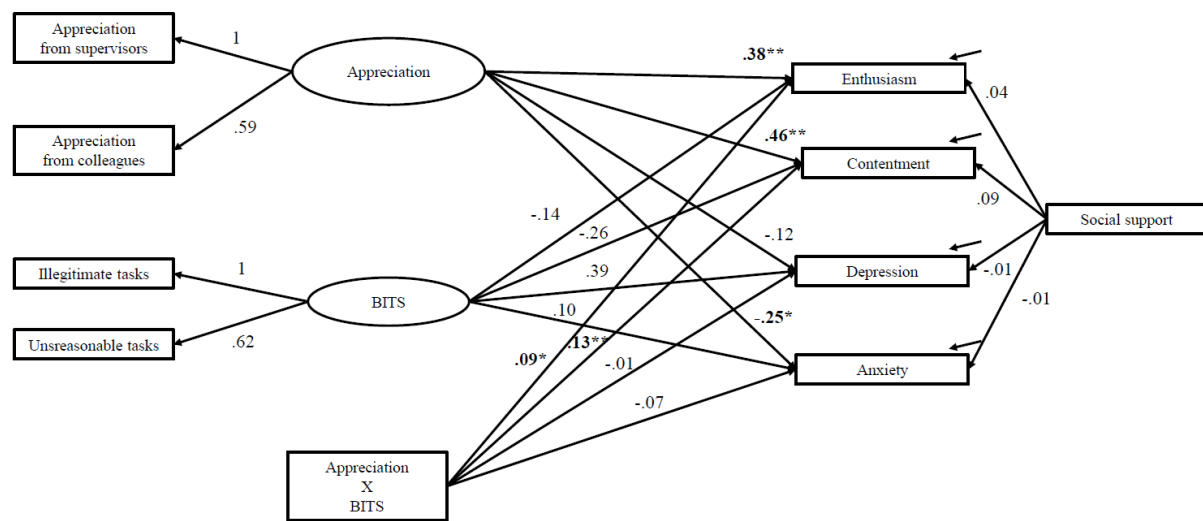 Appreciation
from supervisors
1
Appreciation
.38**
Enthusiasm
.04
.59
Appreciation
from colleagues
.46**
Contentment
.09
-.14
-.26
-.12
Social support
Illegitimate tasks
1
.39
Depression
-.01
BITS
.10
-.25*
-.01
Unsreasonable tasks
.62
.09*
.13**
-.01
Anxiety
-.07
Appreciation
X
BITS